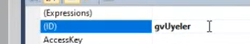 (Expressions)
(ID) gvUyeler
AccessKey